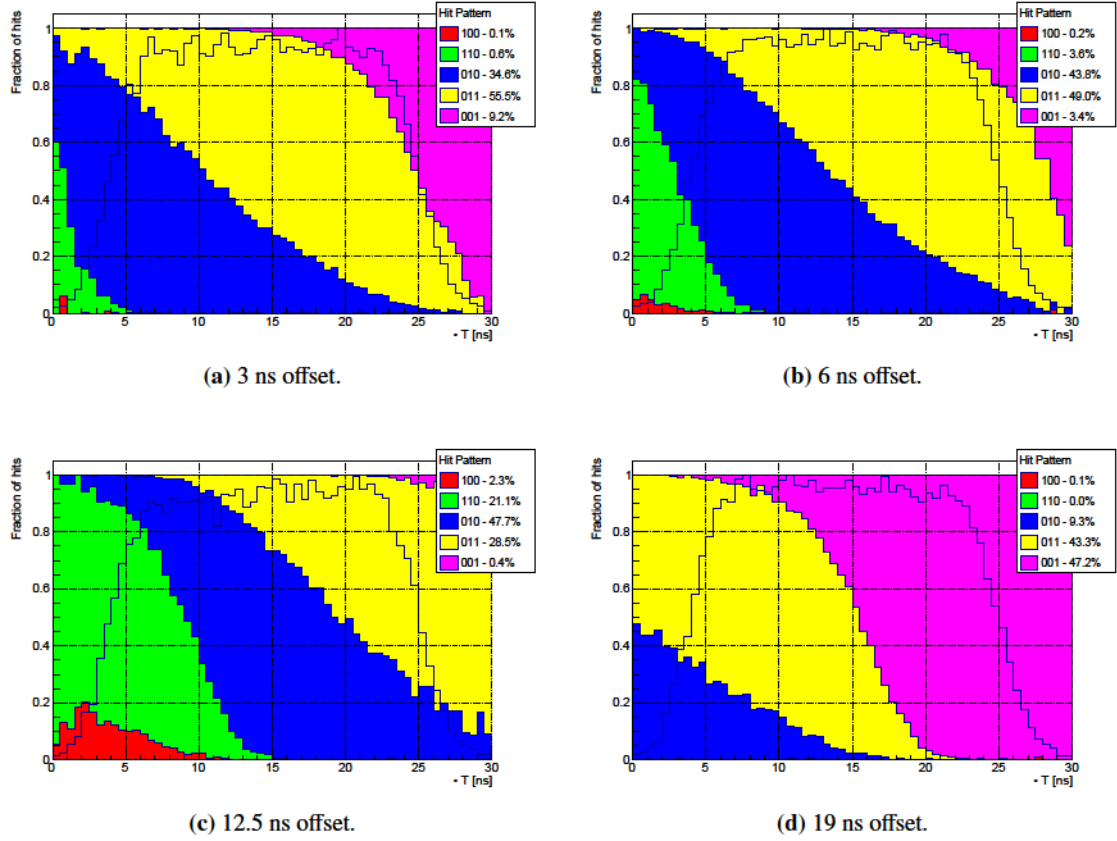 Hit Pattern
100 - 0.1%
110 - 0.6%
010 - 34.6%
011 - 55.5%
001 - 9.2%
Fraction of hits
1
0.8
0.6
0.4
0.2
0
0 5 10 15 20 25 30
- T [ns]
(a) 3 ns offset.
Hit Pattern
100 - 0.2%
110 - 3.6%
010 - 43.8%
011 - 49.0%
001 - 3.4%
Fraction of hits
1
0.8
0.6
0.4
0.2
0
0 5 10 15 20 25 30
- T [ns]
(b) 6 ns offset.
Hit Pattern
100 - 2.3%
110 - 21.1%
010 - 47.7%
011 - 28.5%
001 - 0.4%
Fraction of hits
1
0.8
0.6
0.4
0.2
0
0 5 10 15 20 25 30
- T [ns]
(c) 12.5 ns offset.
Hit Pattern
100 - 0.1%
110 - 0.0%
010 - 9.3%
011 - 43.3%
001 - 47.2%
Fraction of hits
1
0.8
0.6
0.4
0.2
0
0 5 10 15 20 25 30
- T [ns]
(d) 19 ns offset.